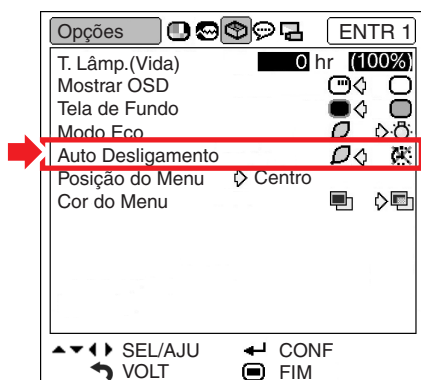 Opções ENTR 1
T. Lâmp.(Vida) 0 hr (100%)
Mostrar OSD
Tela de Fundo
Modo Eco
Auto Desligamento
Posição do Menu Centro
Cor do Menu
SEL/AJU CONF
VOLT FIM